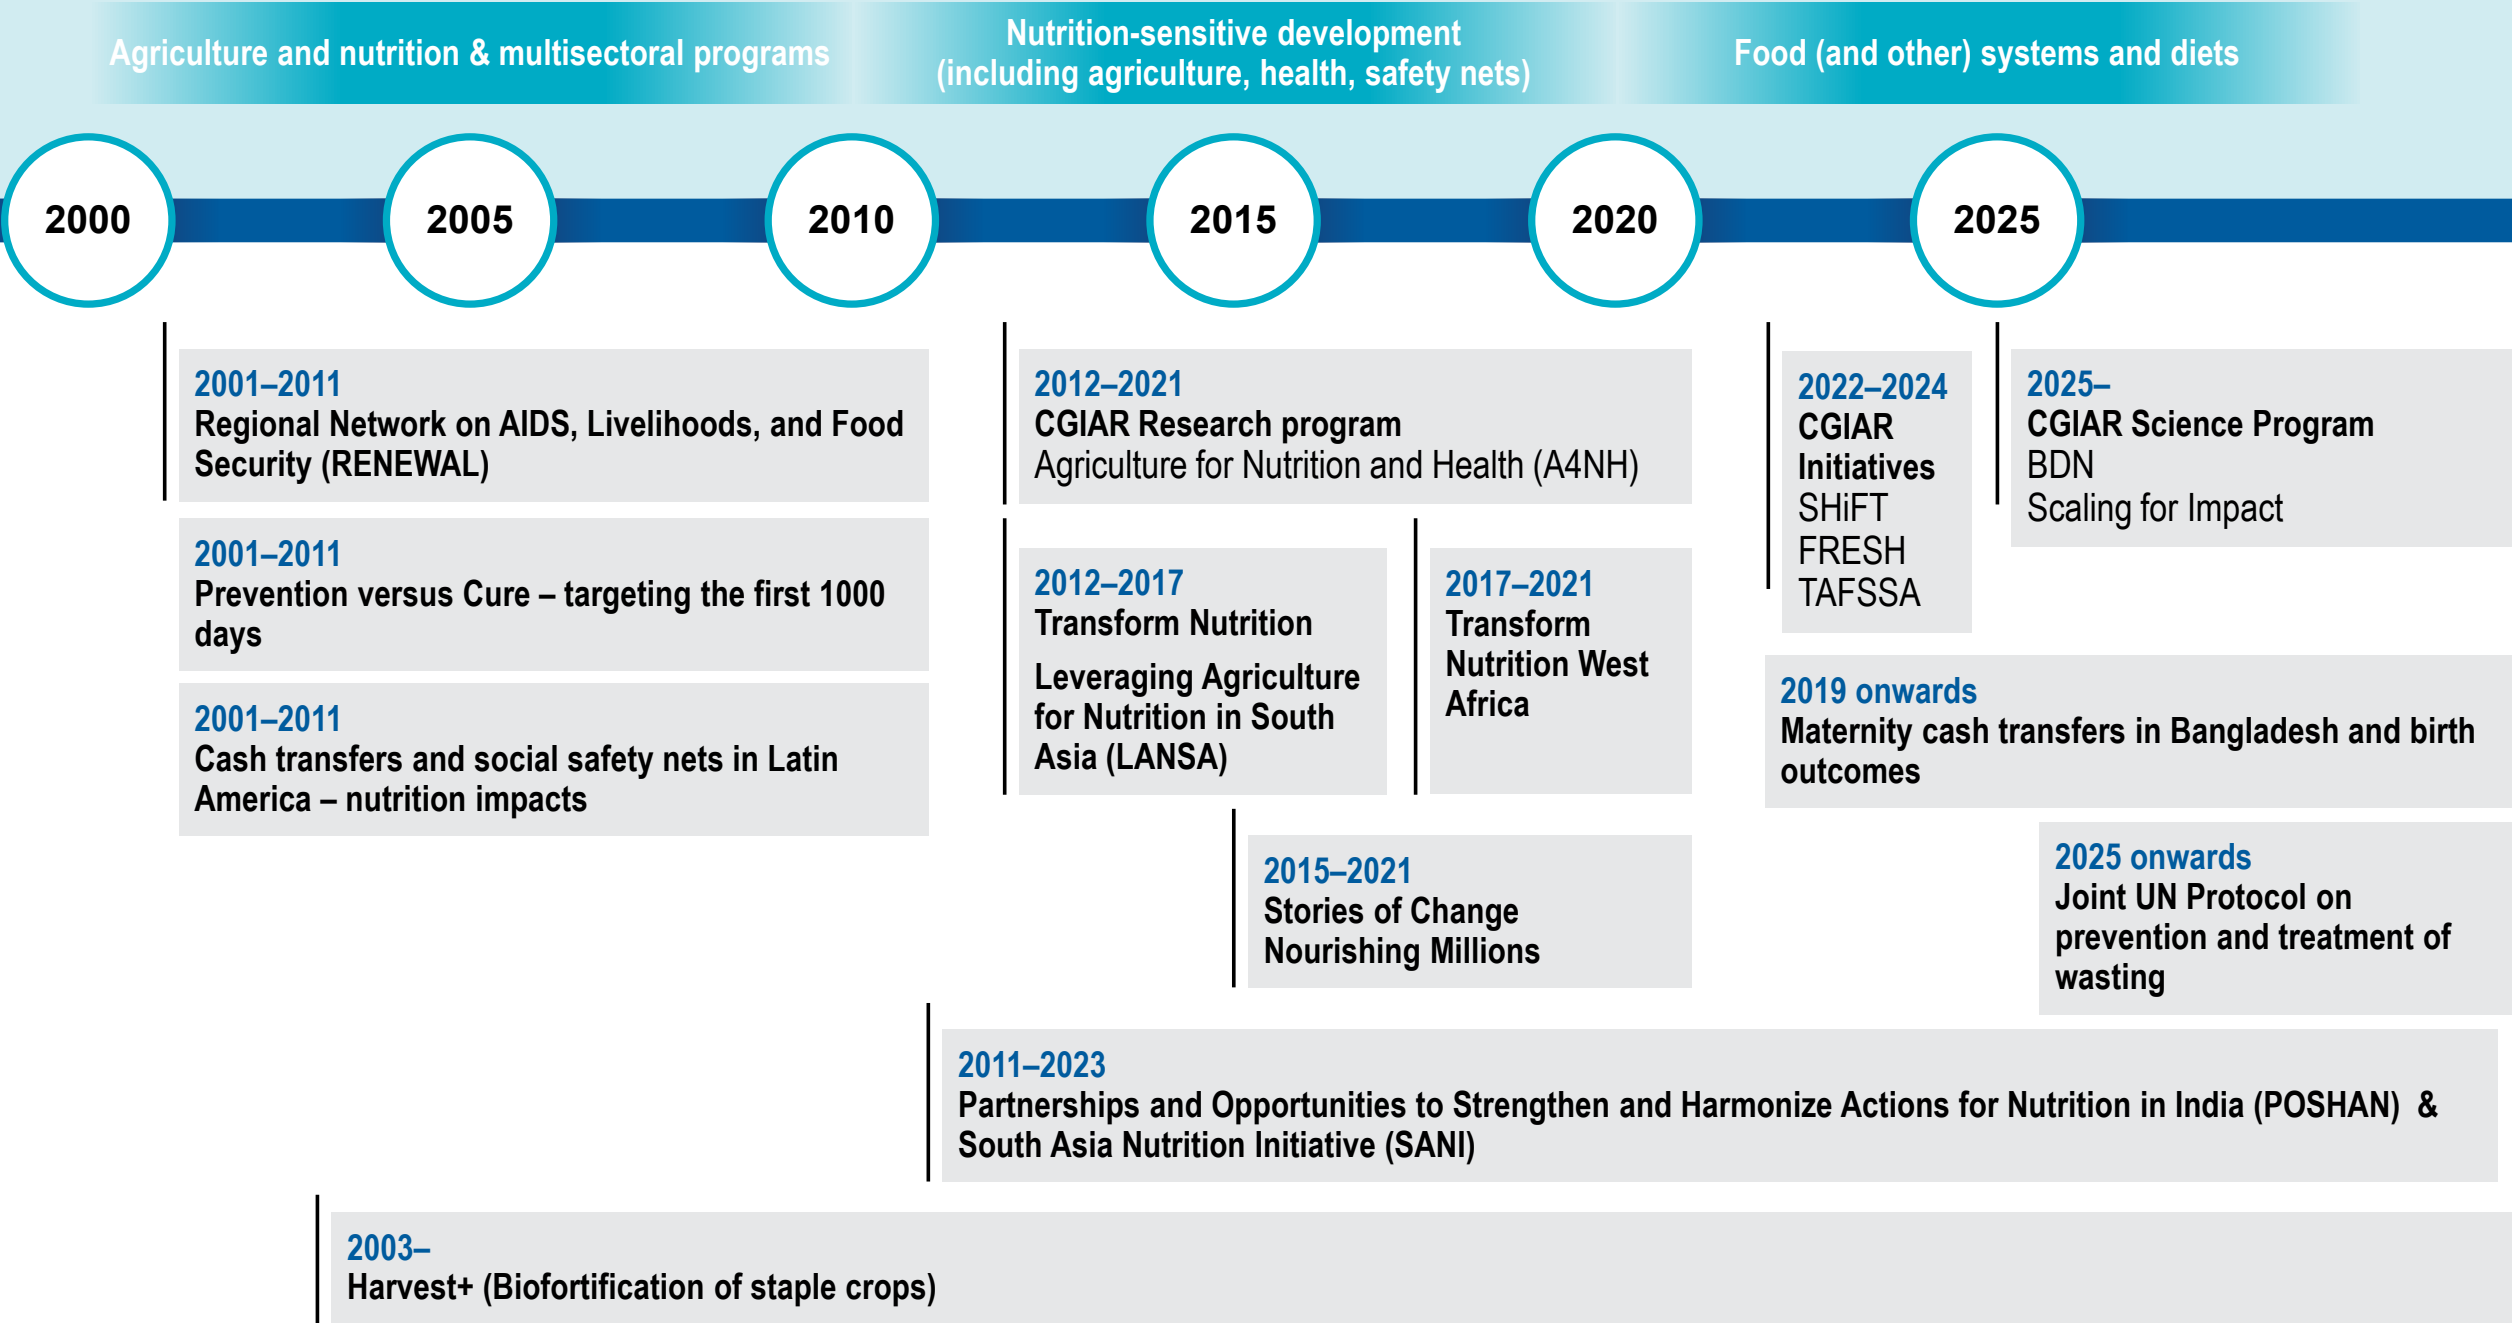 Agriculture and nutrition & multisectoral programs
Nutrition-sensitive development
(including agriculture, health, safety nets)
Food (and other) systems and diets
2000
2005
2010
2015
2020
2025
2001–2011
Regional Network on AIDS, Livelihoods, and Food
Security (RENEWAL)
2001–2011
Prevention versus Cure – targeting the first 1000
days
2001–2011
Cash transfers and social safety nets in Latin
America – nutrition impacts
2012–2021
CGIAR Research program
Agriculture for Nutrition and Health (A4NH)
2012–2017
Transform Nutrition
Leveraging Agriculture
for Nutrition in South
Asia (LANSA)
2017–2021
Transform
Nutrition West
Africa
2015–2021
Stories of Change
Nourishing Millions
2022–2024
CGIAR
Initiatives
SHiFT
FRESH
TAFSSA
2025–
CGIAR Science Program
BDN
Scaling for Impact
2019 onwards
Maternity cash transfers in Bangladesh and birth
outcomes
2025 onwards
Joint UN Protocol on
prevention and treatment of
wasting
2011–2023
Partnerships and Opportunities to Strengthen and Harmonize Actions for Nutrition in India (POSHAN) &
South Asia Nutrition Initiative (SANI)
2003–
Harvest+ (Biofortification of staple crops)